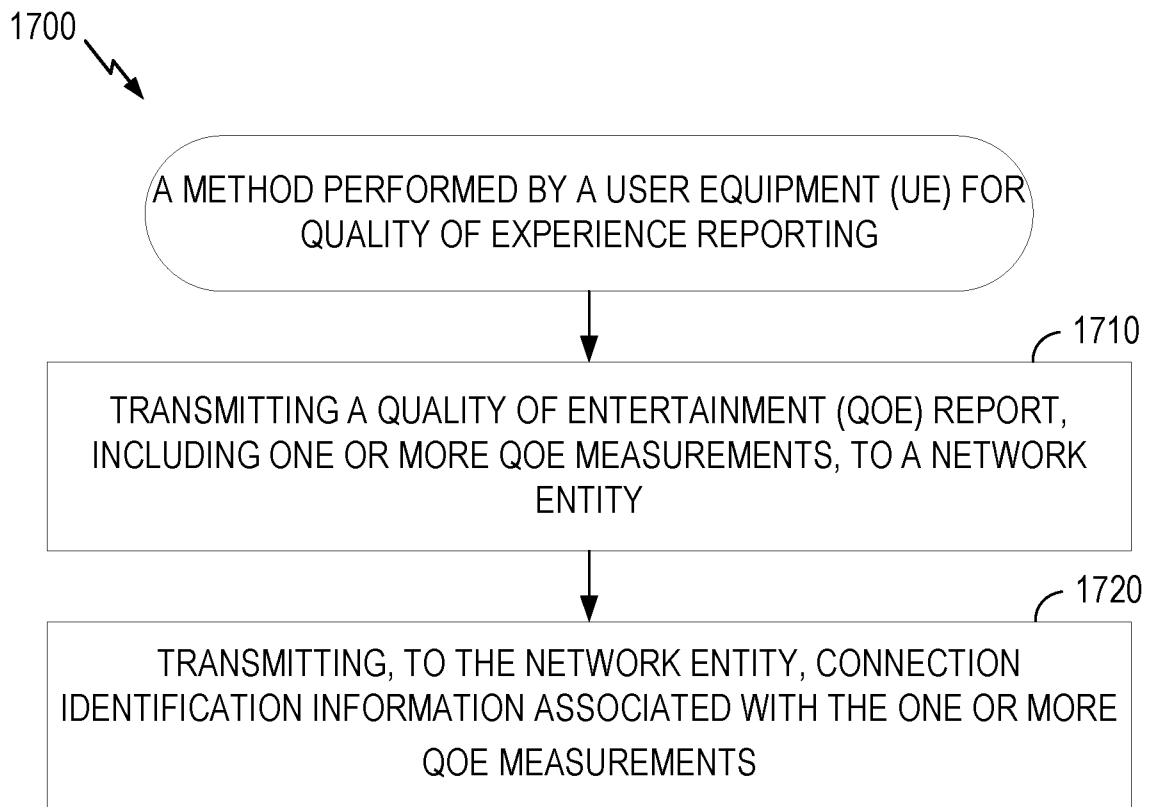 1700
A METHOD PERFORMED BY A USER EQUIPMENT (UE) FOR
QUALITY OF EXPERIENCE REPORTING
1710
TRANSMITTING A QUALITY OF ENTERTAINMENT (QOE) REPORT,
INCLUDING ONE OR MORE QOE MEASUREMENTS, TO A NETWORK
ENTITY
1720
TRANSMITTING, TO THE NETWORK ENTITY, CONNECTION
IDENTIFICATION INFORMATION ASSOCIATED WITH THE ONE OR MORE
QOE MEASUREMENTS